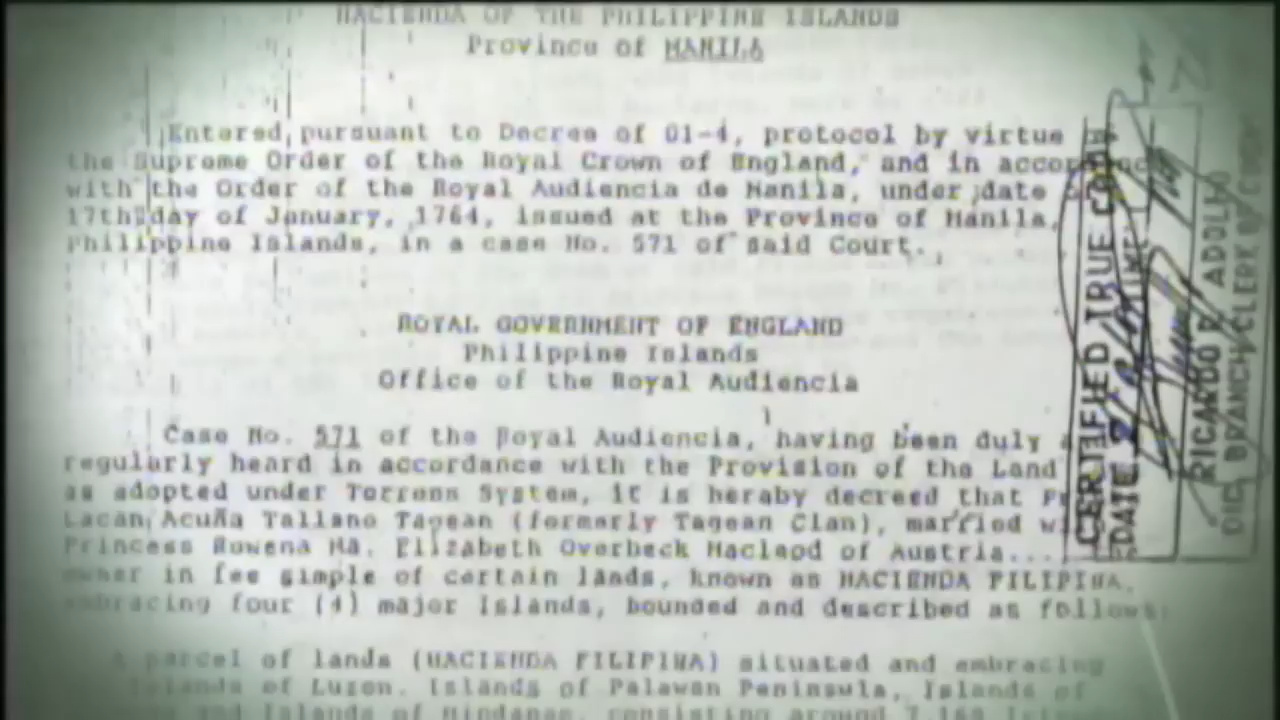 HACIENDA OF THE PHILIPPINE ISLANDS
Province of MANILA
Entered pursuant to Decree of 01-4, protocol by virtue
the Supreme Order of the Royal Crown of England, and in
with the Order of the Royal Audiencia de Manila, under date
17th day of January, 1764, issued at the Province of Manila,
Philippine Islands, in a case No. 571 of said Court.
ROYAL GOVERNMENT OF ENGLAND
Philippine Islands
Office of the Royal Audiencia
Case No. 571 of the Royal Audiencia, having been duly
regularly heard in accordance with the Provision of the Land
as adopted under Torrens System, it is heraby decreed that
Lacan Acuña Tallano Tagean (formerly Tagean Clan), married
Princess Rowena Ma. Elizabeth Overbeck Macleod of Austria...
owner in fee simple of certain lands, known as HACIENDA FILIPINA,
embracing four (4) major Islands, bounded and described as follows
parcel of lands (HACIENDA FILIPINA) situated and embracing
Islands of Luzon, Islands of Palawan Peninsula, Islands of
and Islands of Mindanao, consisting around 7,169
CERTIFIED TRUE COPY
DATE
RICARDO R. ADOLFO
OIC, BRANCH CLERK OF COURT